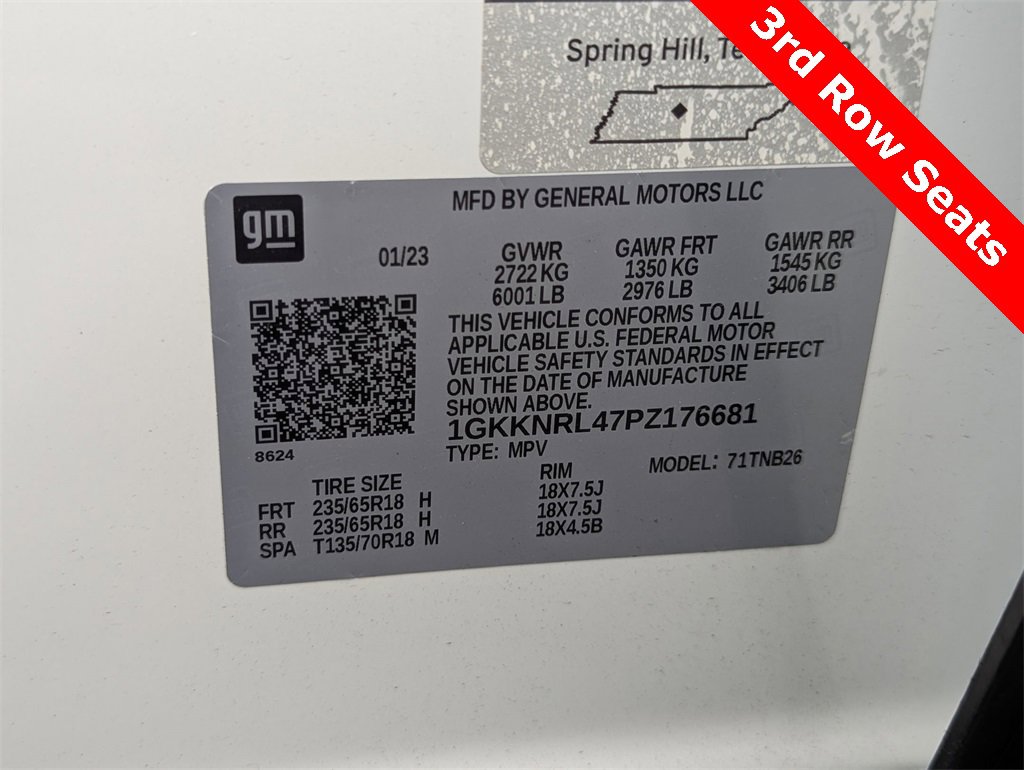 Spring Hill,
3rd Row Seats
gm
MFD BY GENERAL MOTORS LLC
01/23
GVWR GAWR FRT GAWR RR
2722 KG 1350 KG 1545 KG
6001 LB 2976 LB 3406 LB
THIS VEHICLE CONFORMS TO ALL
APPLICABLE U.S. FEDERAL MOTOR
VEHICLE SAFETY STANDARDS IN EFFECT
ON THE DATE OF MANUFACTURE
SHOWN ABOVE.
1GKKNRL47PZ176681
TYPE: MPV
MODEL: 71TNB26
8624
TIRE SIZE RIM
FRT 235/65R18 H 18X7.5J
RR 235/65R18 H 18X7.5J
SPA T135/70R18 M 18X4.5B